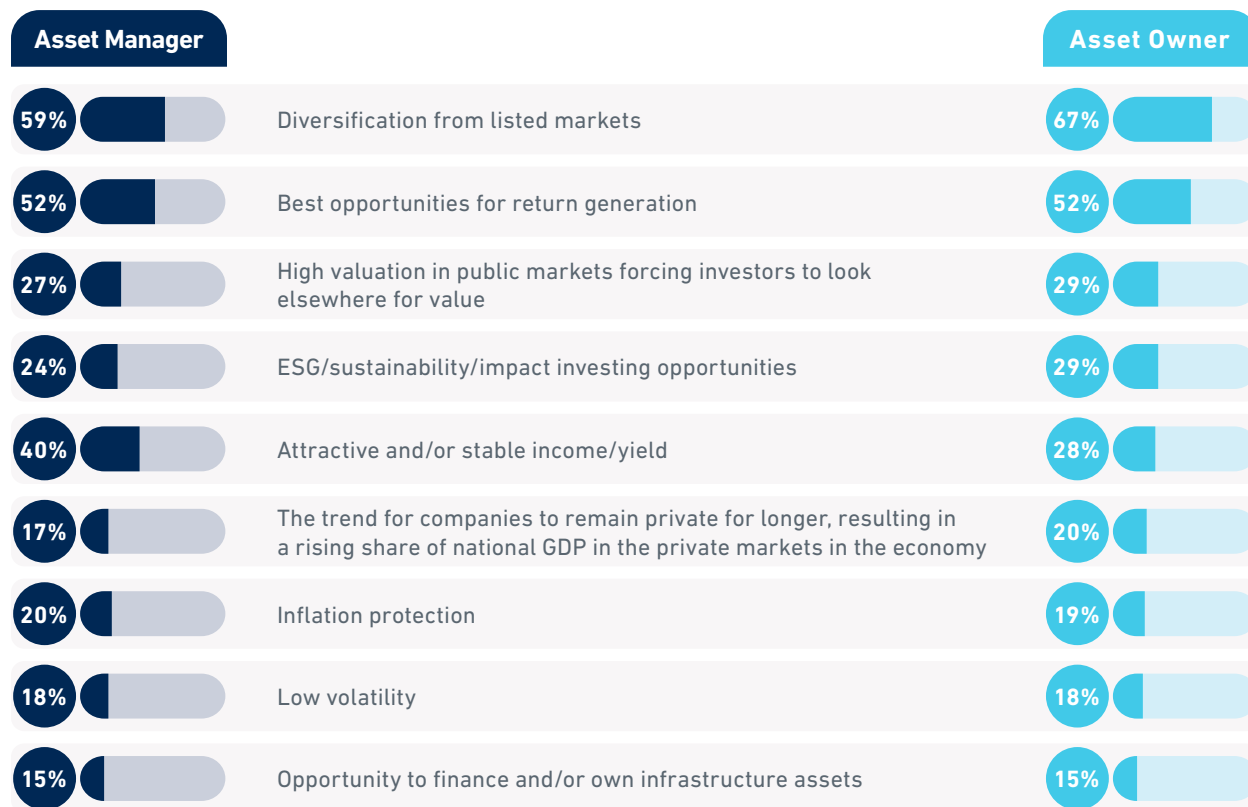 Asset Manager
Asset Owner
59%
Diversification from listed markets
67%
52%
Best opportunities for return generation
52%
27%
High valuation in public markets forcing investors to look
elsewhere for value
29%
24%
ESG/sustainability/impact investing opportunities
29%
40%
Attractive and/or stable income/yield
28%
17%
The trend for companies to remain private for longer, resulting in
a rising share of national GDP in the private markets in the economy
20%
20%
Inflation protection
19%
18%
Low volatility
18%
15%
Opportunity to finance and/or own infrastructure assets
15%